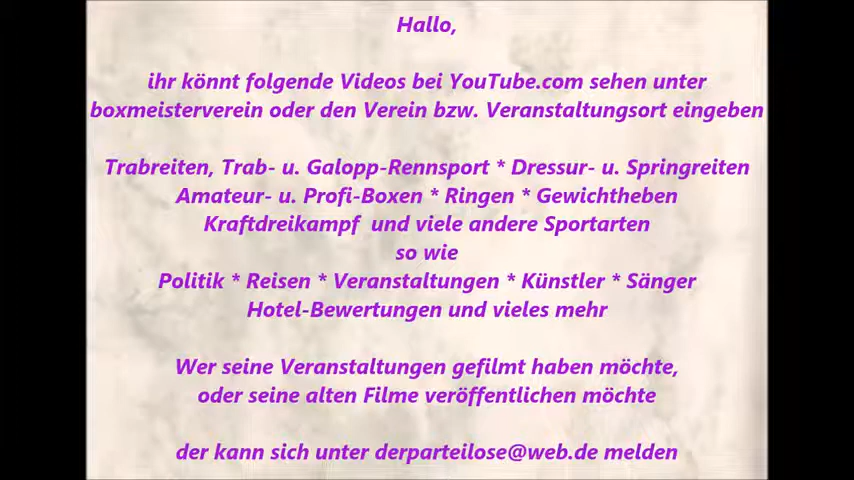 Hallo,
ihr könnt folgende Videos bei YouTube.com sehen unter
boxmeisterverein oder den Verein bzw. Veranstaltungsort eingeben
Trabreiten, Trab- u. Galopp-Rennsport * Dressur- u. Springreiten
Amateur- u. Profi-Boxen * Ringen * Gewichtheben
Kraftdreikampf und viele andere Sportarten
so wie
Politik * Reisen * Veranstaltungen * Künstler * Sänger
Hotel-Bewertungen und vieles mehr
Wer seine Veranstaltungen gefilmt haben möchte,
oder seine alten Filme veröffentlichen möchte
der kann sich unter derparteilose@web.de melden